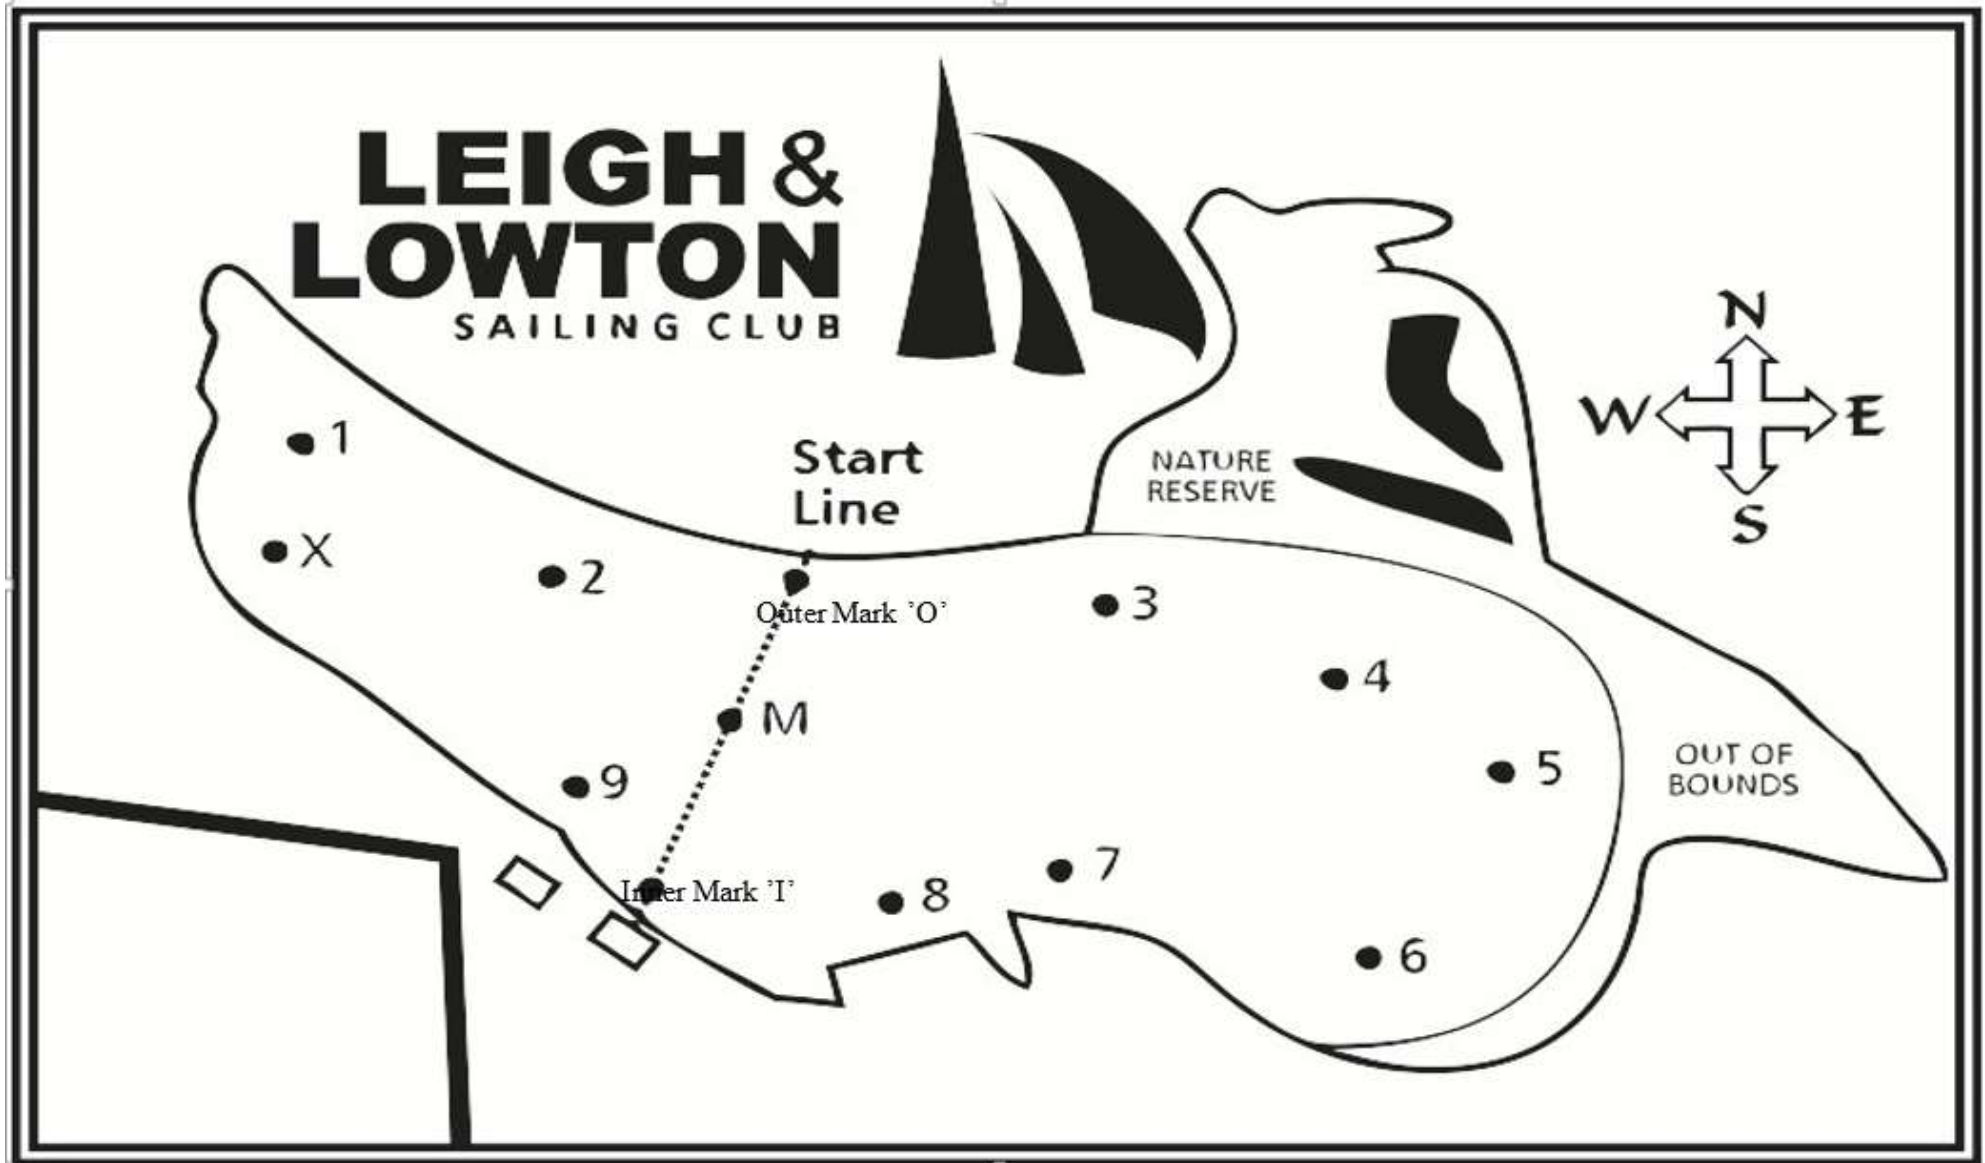 LEIGH &
LOWTON
SAILING CLUB
N
W E
S
NATURE
RESERVE
Start
Line
1
X
2
Outer Mark 'O'
3
4
M
5
OUT OF
BOUNDS
9
Inner Mark 'I'
8
7
6